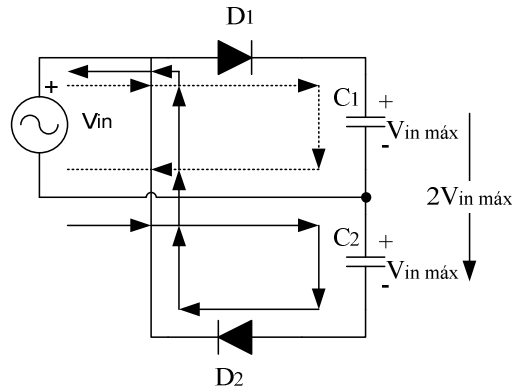 D1
+
Vin
C1
+
Vin máx
-
2Vin máx
C2
+
Vin máx
-
D2